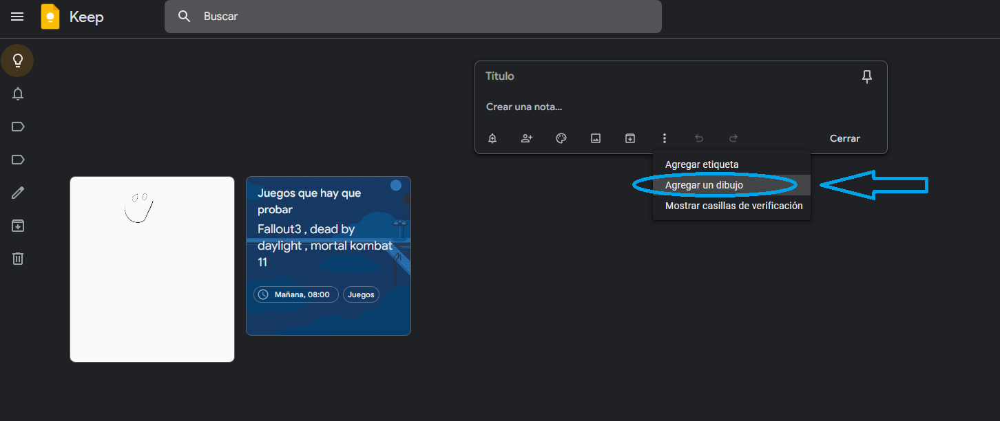 Keep
Buscar
Título
Crear una nota...
Cerrar
Agregar etiqueta
Agregar un dibujo
Mostrar casillas de verificación
Juegos que hay que
probar
Fallout3 , dead by
daylight , mortal kombat
11
Mañana, 08:00
Juegos